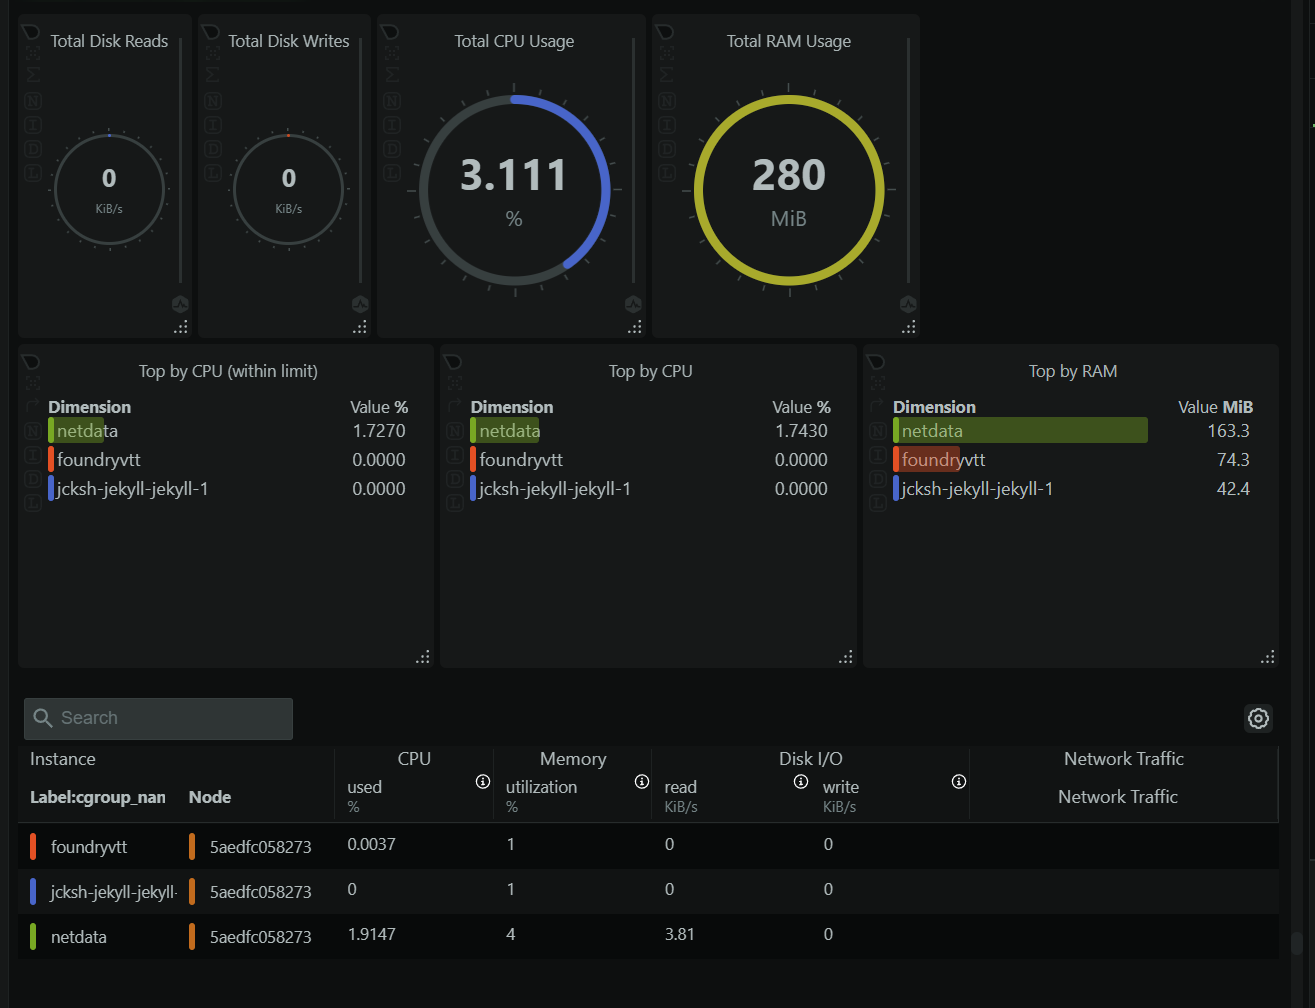 Total Disk Reads
Total Disk Writes
Total CPU Usage
Total RAM Usage
N
I
D
L
0
KiB/s
N
I
D
L
0
KiB/s
N
I
D
L
3.111
%
N
I
D
L
280
MiB
Top by CPU (within limit)
Dimension Value %
netdata 1.7270
foundryvtt 0.0000
jcksh-jekyll-jekyll-1 0.0000
N
I
D
L
Top by CPU
Dimension Value %
netdata 1.7430
foundryvtt 0.0000
jcksh-jekyll-jekyll-1 0.0000
N
I
D
L
Top by RAM
Dimension Value MiB
netdata 163.3
foundryvtt 74.3
jcksh-jekyll-jekyll-1 42.4
N
I
D
L
Search
Instance CPU Memory Disk I/O Network Traffic
Label:cgroup_nan Node used % utilization % read KiB/s write KiB/s Network Traffic
foundryvtt 5aedfc058273 0.0037 1 0 0
jcksh-jekyll-jekyll- 5aedfc058273 0 1 0 0
netdata 5aedfc058273 1.9147 4 3.81 0